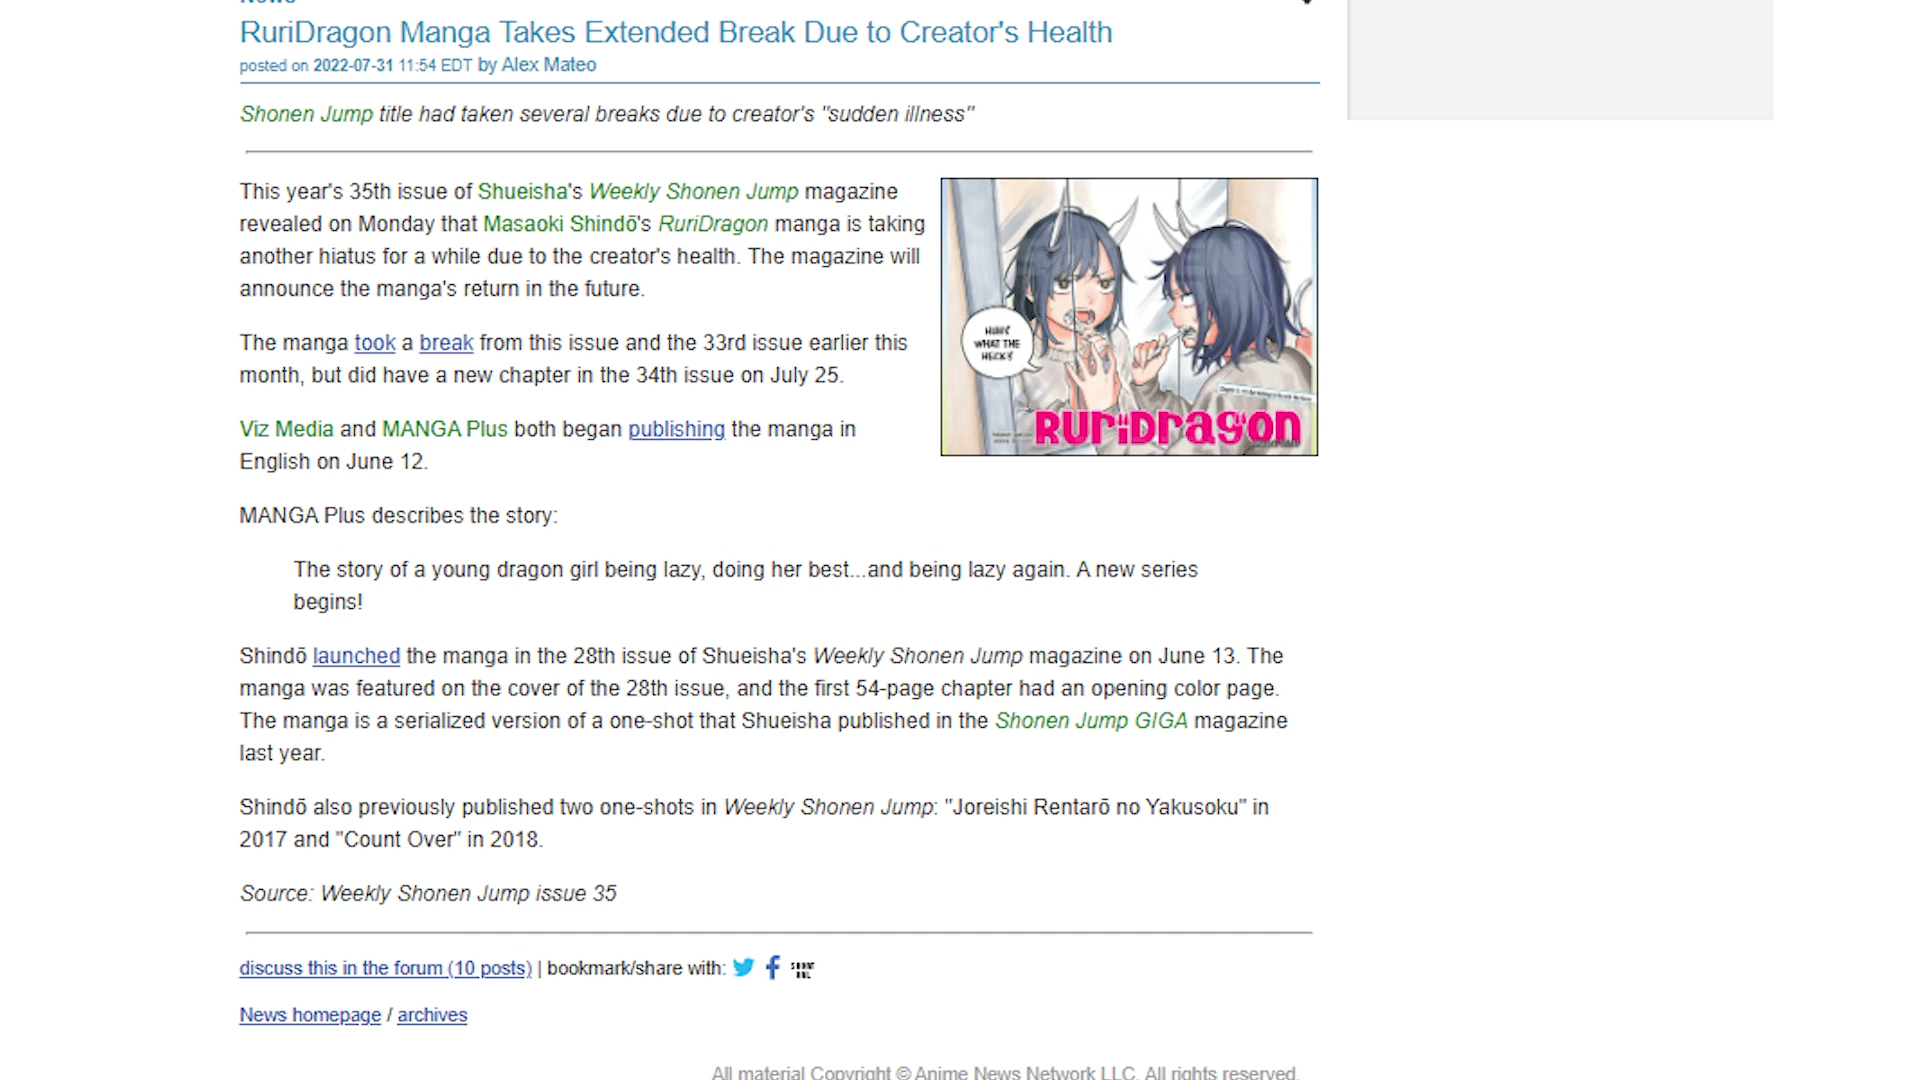 RuriDragon Manga Takes Extended Break Due to Creator's Health
posted on 2022-07-31 11:54 EDT by Alex Mateo
Shonen Jump title had taken several breaks due to creator's "sudden illness"
This year's 35th issue of Shueisha's Weekly Shonen Jump magazine
revealed on Monday that Masaoki Shindō's RuriDragon manga is taking
another hiatus for a while due to the creator's health. The magazine will
announce the manga's return in the future.
HUH?
WHAT THE
HECK?
RuriDragon
The manga took a break from this issue and the 33rd issue earlier this
month, but did have a new chapter in the 34th issue on July 25.
Viz Media and MANGA Plus both began publishing the manga in
English on June 12.
MANGA Plus describes the story:
The story of a young dragon girl being lazy, doing her best...and being lazy again. A new series
begins!
Shindō launched the manga in the 28th issue of Shueisha's Weekly Shonen Jump magazine on June 13. The
manga was featured on the cover of the 28th issue, and the first 54-page chapter had an opening color page.
The manga is a serialized version of a one-shot that Shueisha published in the Shonen Jump GIGA magazine
last year.
Shindō also previously published two one-shots in Weekly Shonen Jump: "Joreishi Rentarō no Yakusoku" in
2017 and "Count Over" in 2018.
Source: Weekly Shonen Jump issue 35
discuss this in the forum (10 posts) | bookmark/share with:
News homepage / archives
All material Copyright © Anime News Network LLC. All rights reserved.